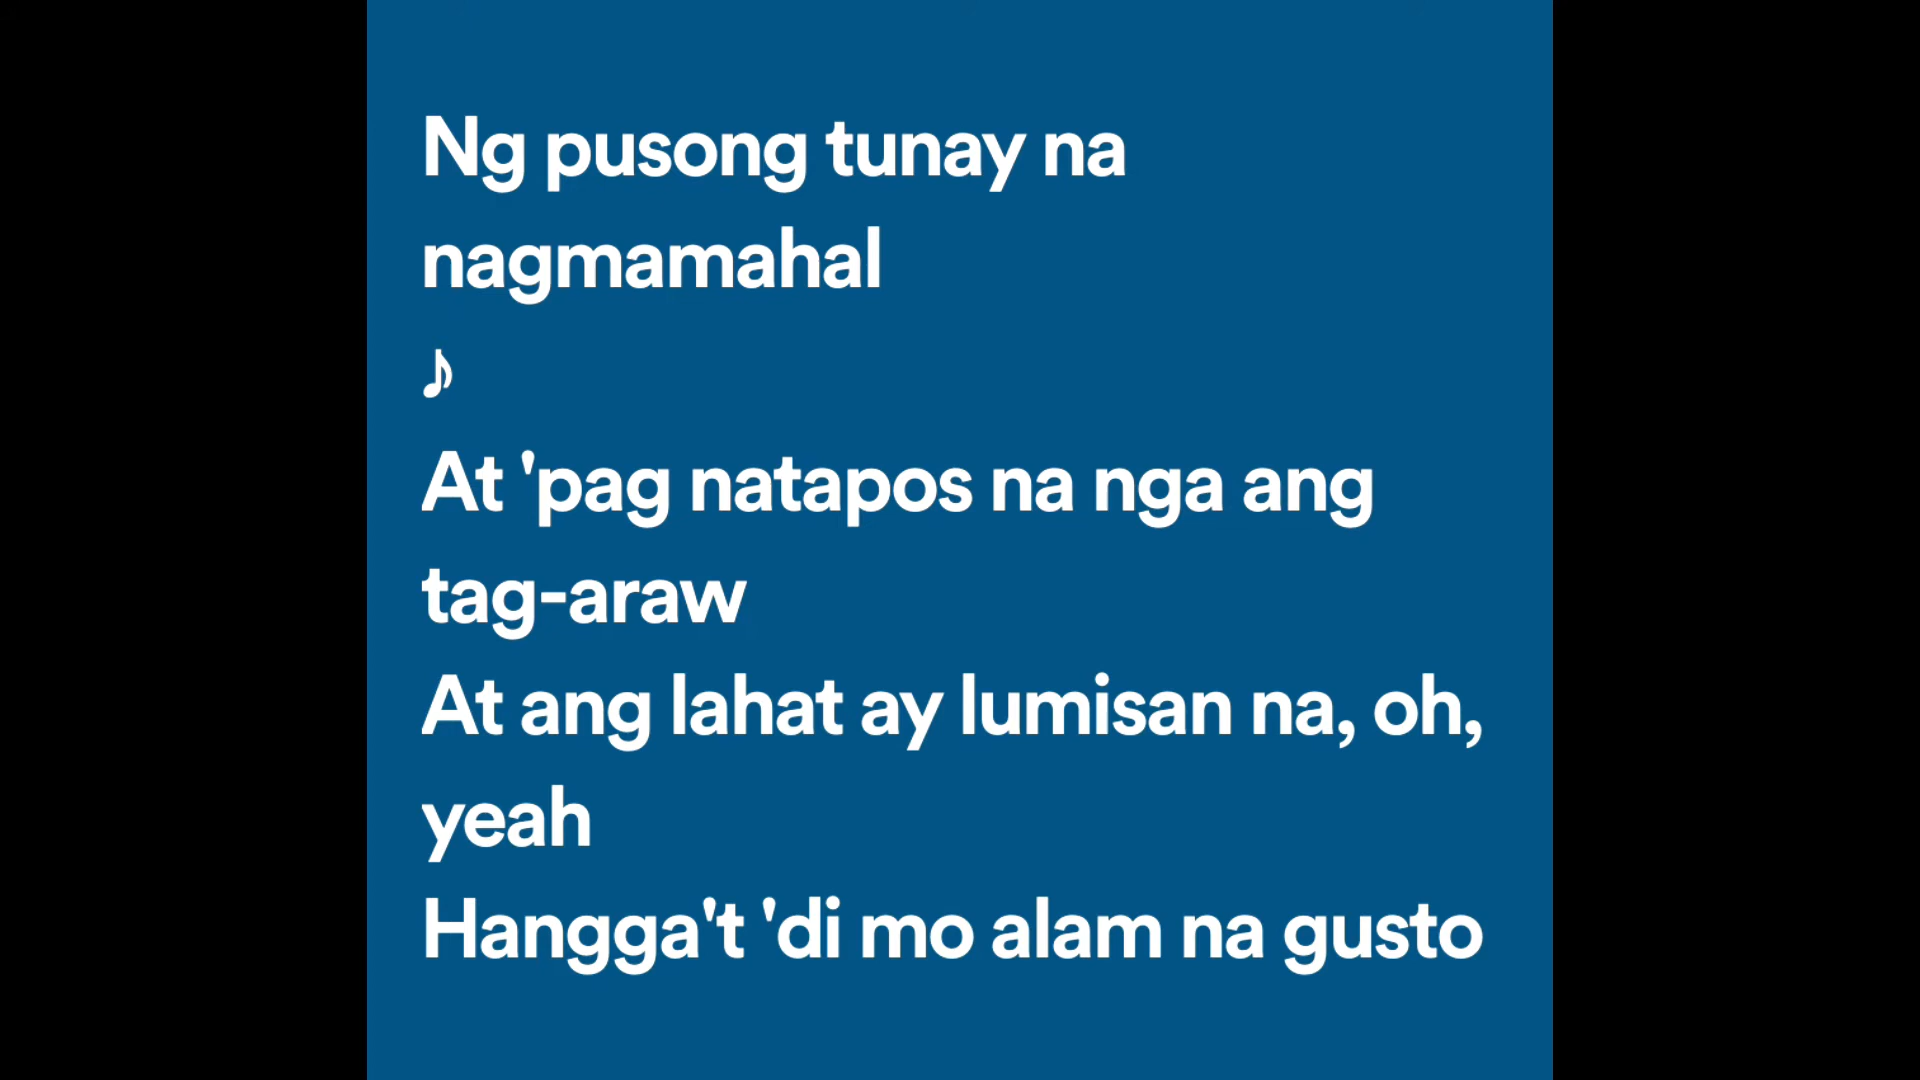 Ng pusong tunay na
nagmamahal
♪
At 'pag natapos na nga ang
tag-araw
At ang lahat ay lumisan na, oh,
yeah
Hangga't 'di mo alam na gusto